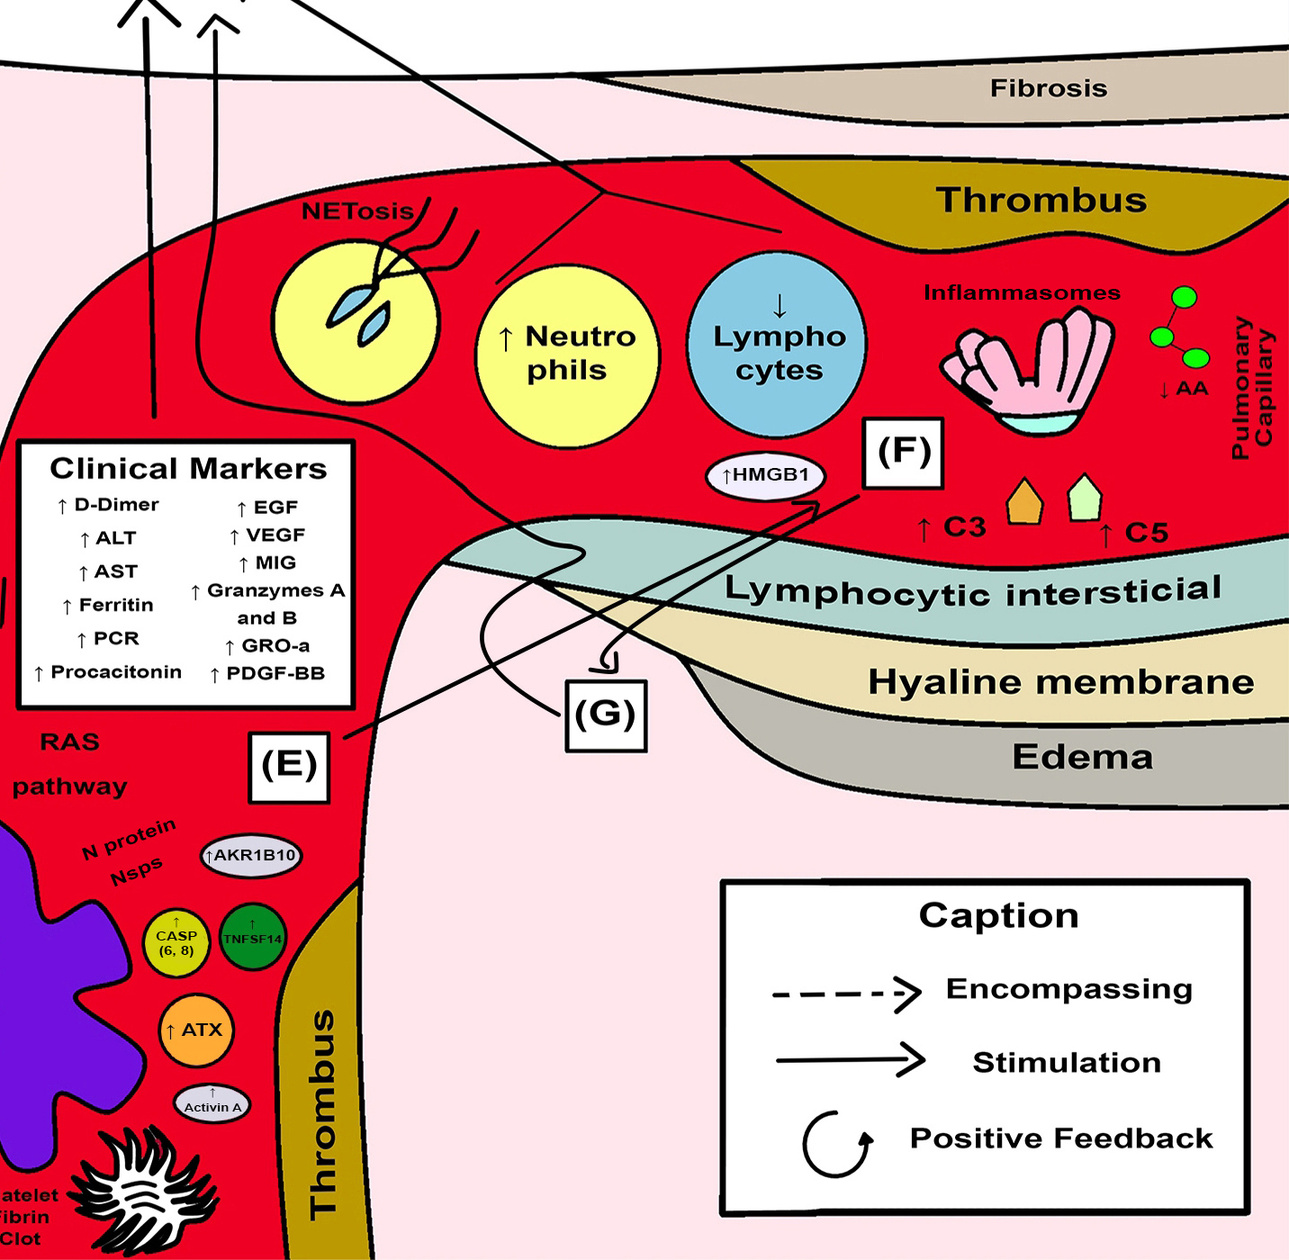 Fibrosis
Thrombus
NETosis
↑ Neutro
phils
↓
Lympho
cytes
Inflammasomes
↓ AA
Pulmonary
Capillary
↑HMGB1
(F)
↑ C3
↑ C5
Clinical Markers
↑ D-Dimer
↑ ALT
↑ AST
↑ Ferritin
↑ PCR
↑ Procacitonin
↑ EGF
↑ VEGF
↑ MIG
↑ Granzymes A
and B
↑ GRO-a
↑ PDGF-BB
Lymphocytic intersticial
Hyaline membrane
Edema
(G)
(E)
RAS
pathway
N protein
Nsps
↑AKR1B10
↑
CASP
(6, 8)
↑
TNFSF14
↑ ATX
↑
Activin A
Thrombus
atelet
Fibrin
Clot
Caption
Encompassing
Stimulation
Positive Feedback